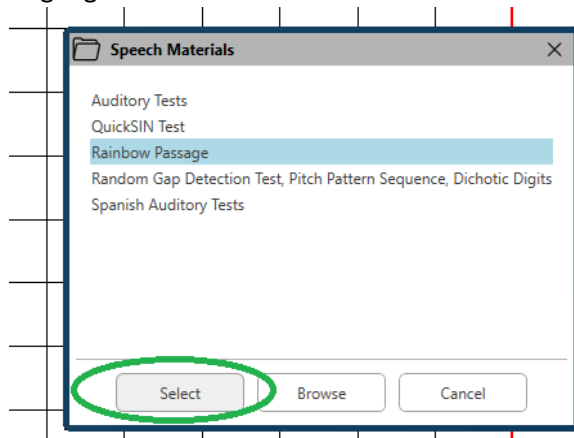 Speech Materials
Auditory Tests
QuickSIN Test
Rainbow Passage
Random Gap Detection Test, Pitch Pattern Sequence, Dichotic Digits
Spanish Auditory Tests
Select Browse Cancel